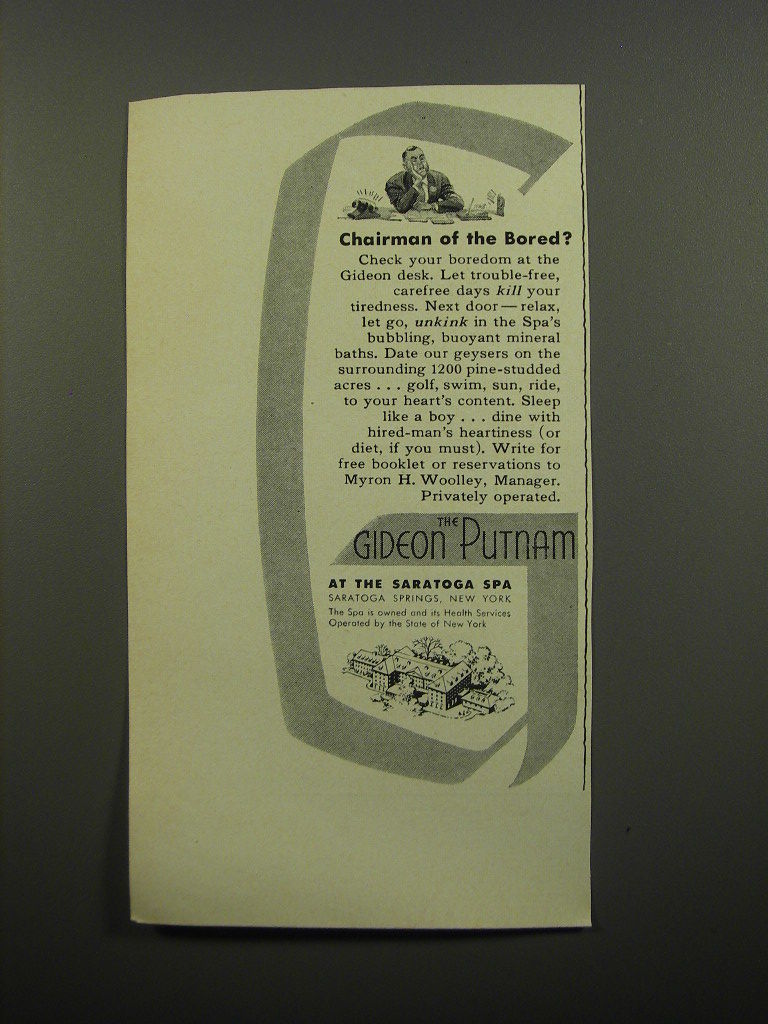 Chairman of the Bored?
Check your boredom at the
Gideon desk. Let trouble-free,
carefree days kill your
tiredness. Next door — relax,
let go, unkink in the Spa's
bubbling, buoyant mineral
baths. Date our geysers on the
surrounding 1200 pine-studded
acres . . . golf, swim, sun, ride,
to your heart's content. Sleep
like a boy . . . dine with
hired-man's heartiness (or
diet, if you must). Write for
free booklet or reservations to
Myron H. Woolley, Manager.
Privately operated.
THE
GIDEON PUTNAM
AT THE SARATOGA SPA
SARATOGA SPRINGS, NEW YORK
The Spa is owned and its Health Services
Operated by the State of New York